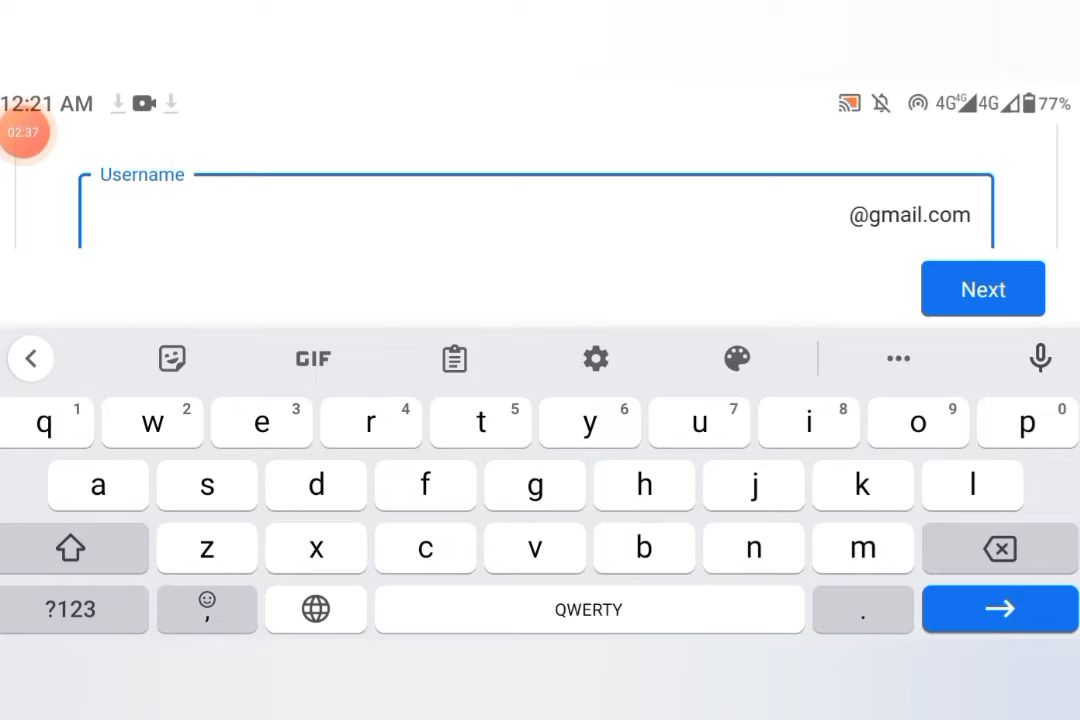 12:21 AM 4G 4G 4G 77%
02:37
Username
@gmail.com
Next
GIF
q 1 w 2 e 3 r 4 t 5 y 6 u 7 i 8 o 9 p 0
a s d f g h j k l
z x c v b n m
?123 , QWERTY .